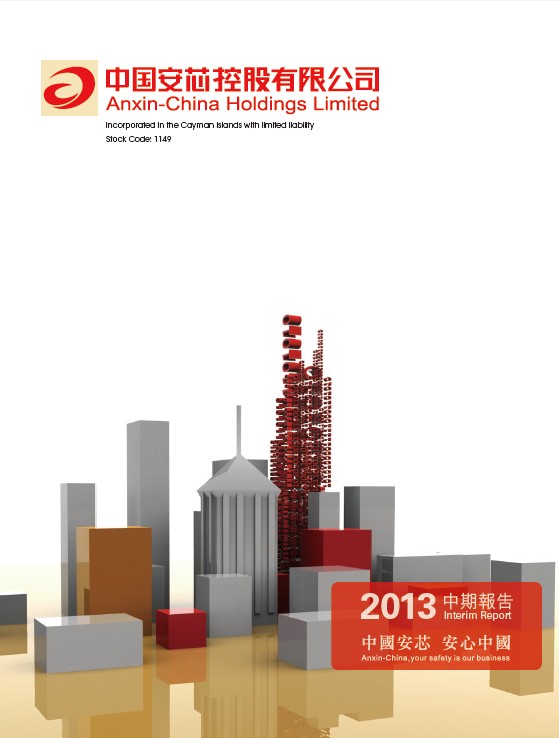 中国安芯控股有限公司
Anxin-China Holdings Limited
Incorporated in the Cayman Islands with limited liability
Stock Code: 1149
2013 中期報告
Interim Report
中國安芯 安心中國
Anxin-China, your safety is our business